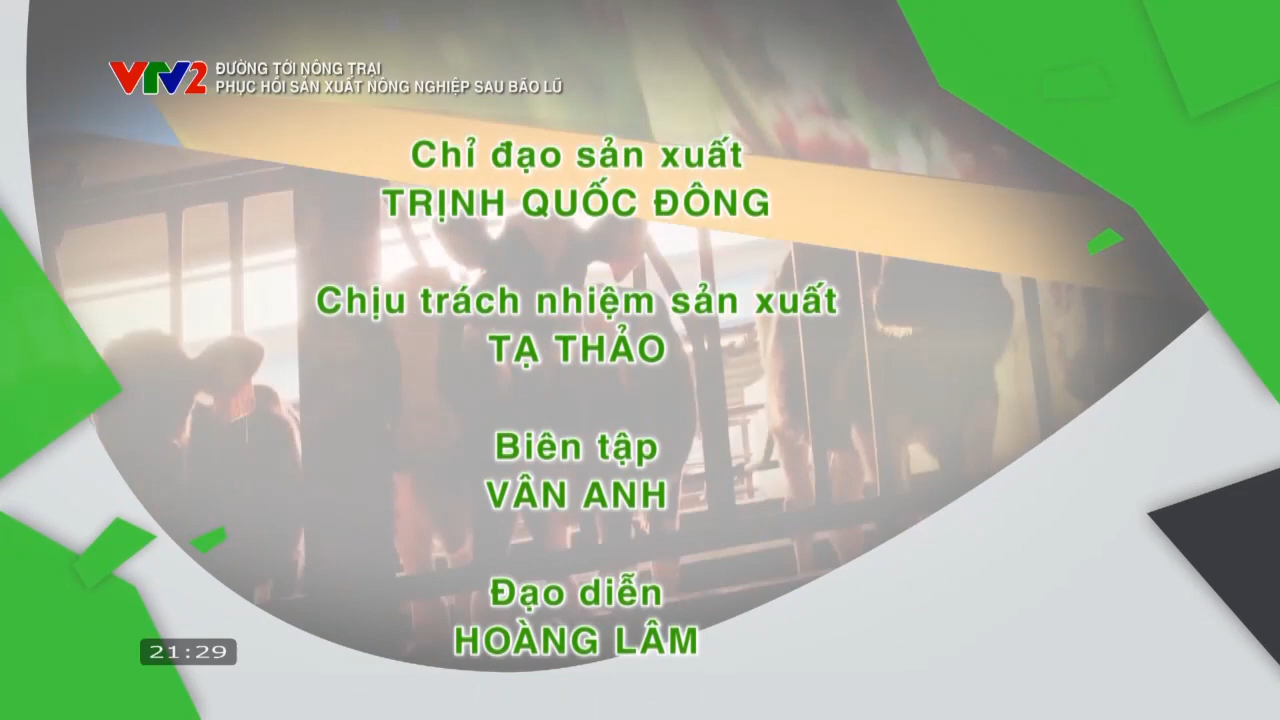 VTV2
ĐƯỜNG TỚI NÔNG TRẠI
PHỤC HỒI SẢN XUẤT NÔNG NGHIỆP SAU BÃO LŨ
Chỉ đạo sản xuất
TRỊNH QUỐC ĐÔNG
Chịu trách nhiệm sản xuất
TẠ THẢO
Biên tập
VÂN ANH
Đạo diễn
HOÀNG LÂM
21:29